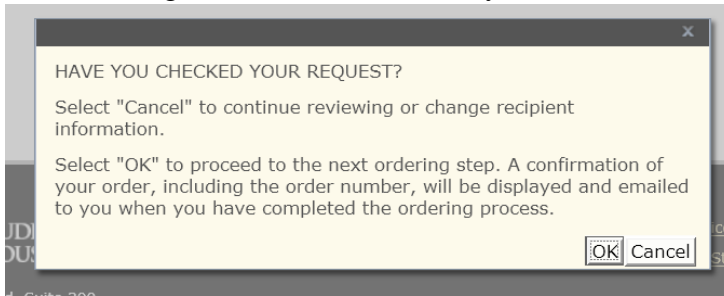 x
HAVE YOU CHECKED YOUR REQUEST?
Select "Cancel" to continue reviewing or change recipient
information.
Select "OK" to proceed to the next ordering step. A confirmation of
your order, including the order number, will be displayed and emailed
to you when you have completed the ordering process.
OK Cancel